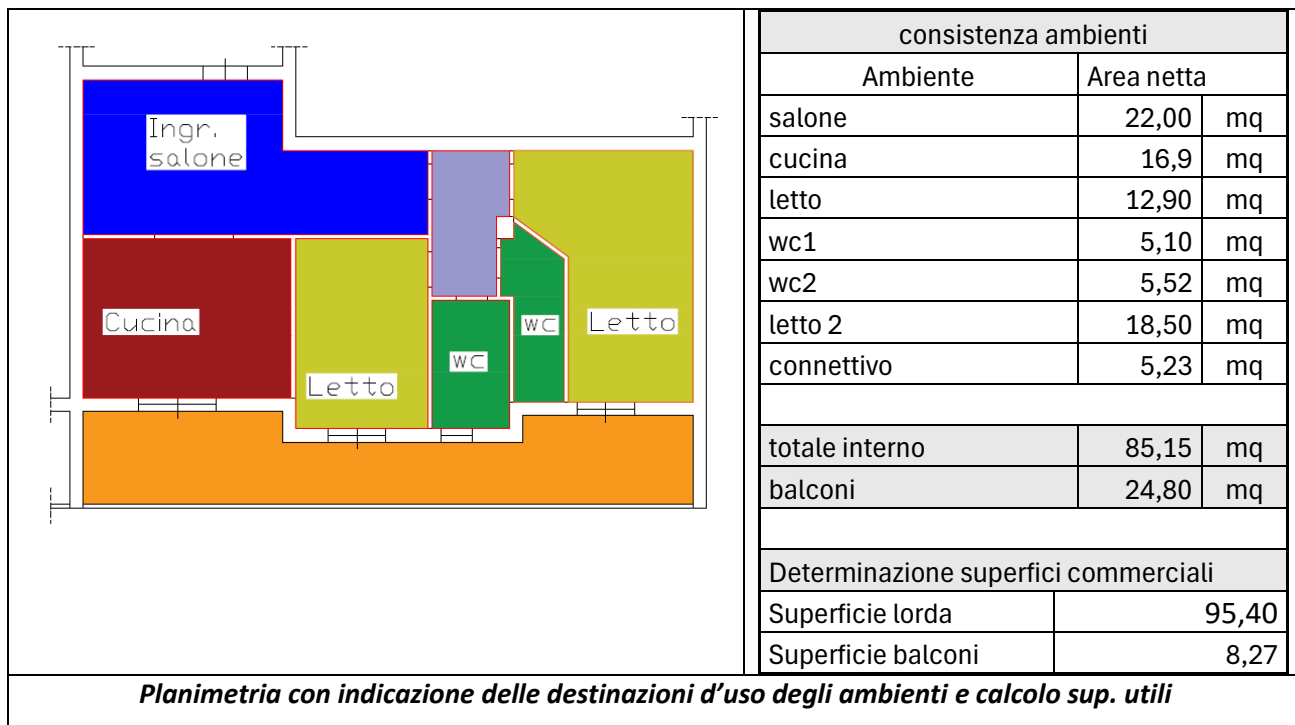 Ingr.
salone
Cucina
Letto
wc
wc
Letto
consistenza ambienti
Ambiente Area netta
salone 22,00 mq
cucina 16,9 mq
letto 12,90 mq
wc1 5,10 mq
wc2 5,52 mq
letto 2 18,50 mq
connettivo 5,23 mq
totale interno 85,15 mq
balconi 24,80 mq
Determinazione superfici commerciali
Superficie lorda 95,40
Superficie balconi 8,27
Planimetria con indicazione delle destinazioni d’uso degli ambienti e calcolo sup. utili